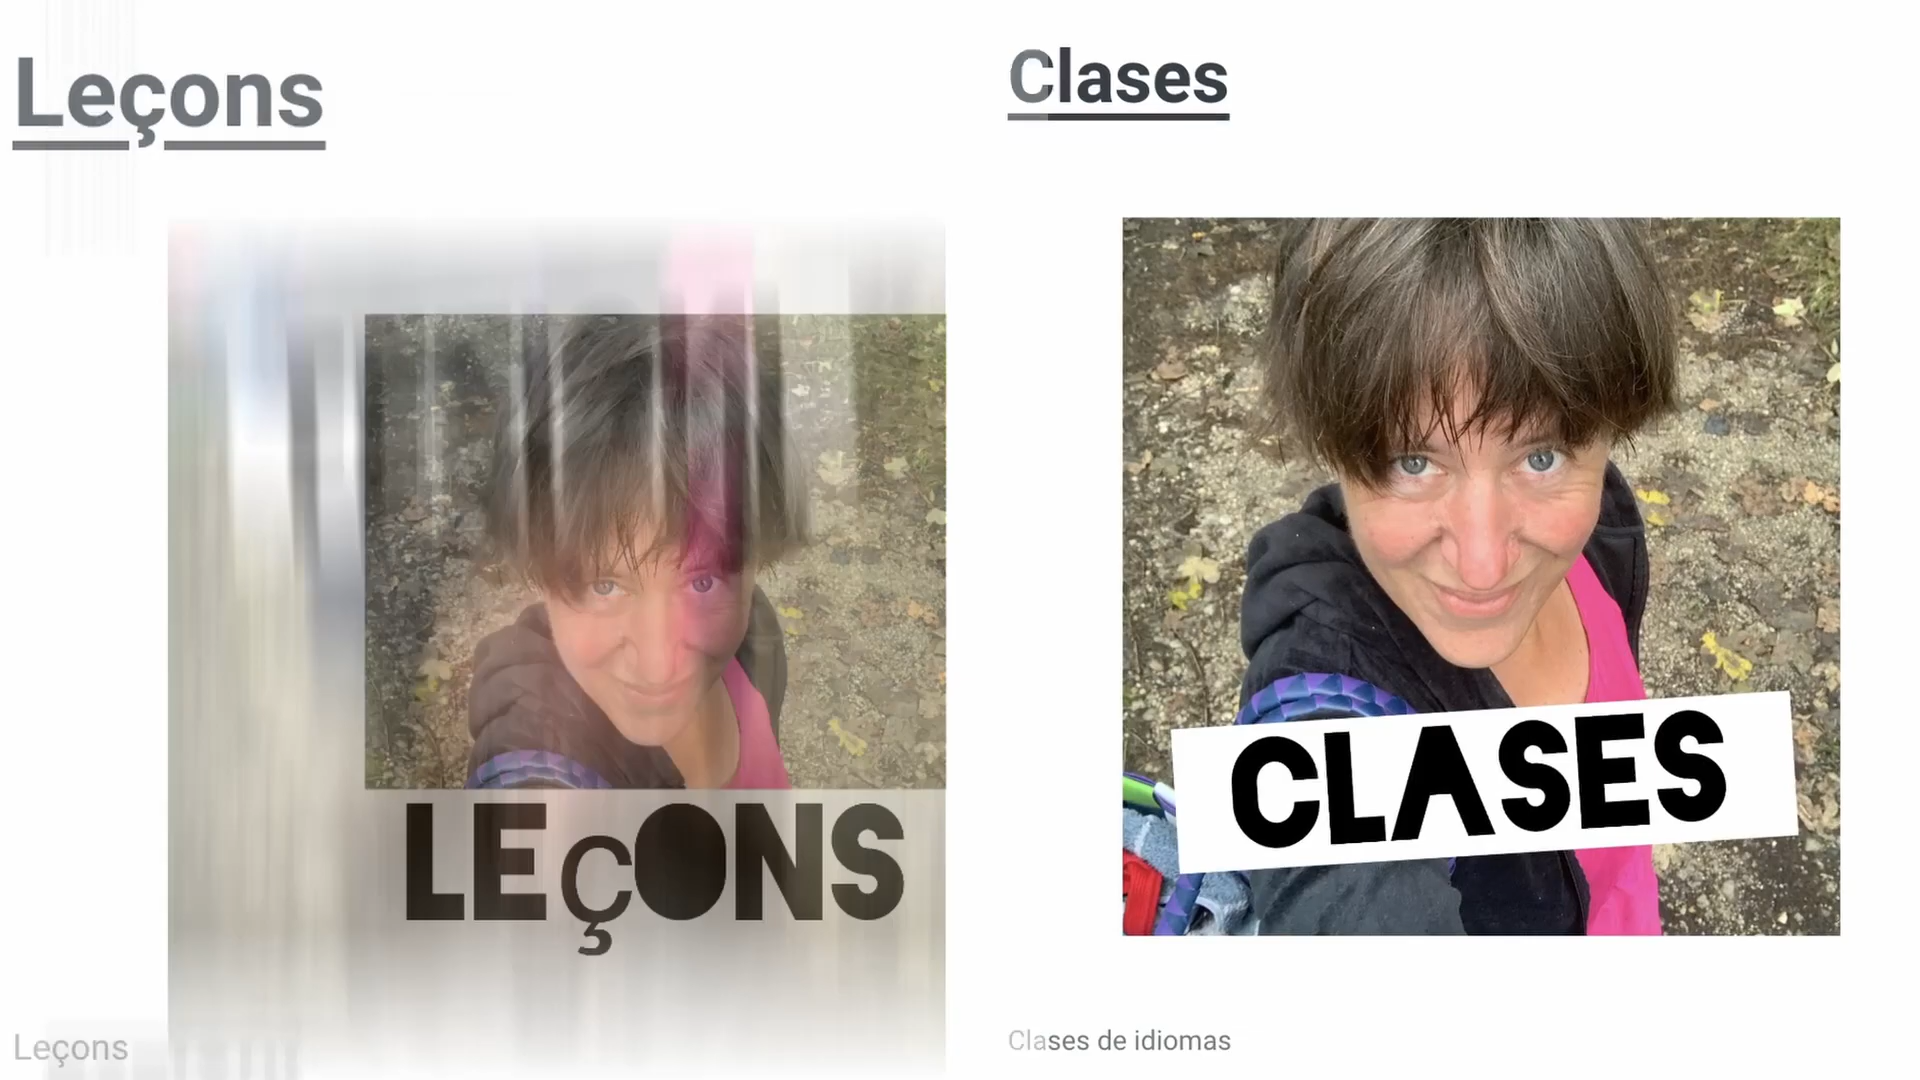 Leçons
LEçONS
Leçons
Clases
CLASES
Clases de idiomas